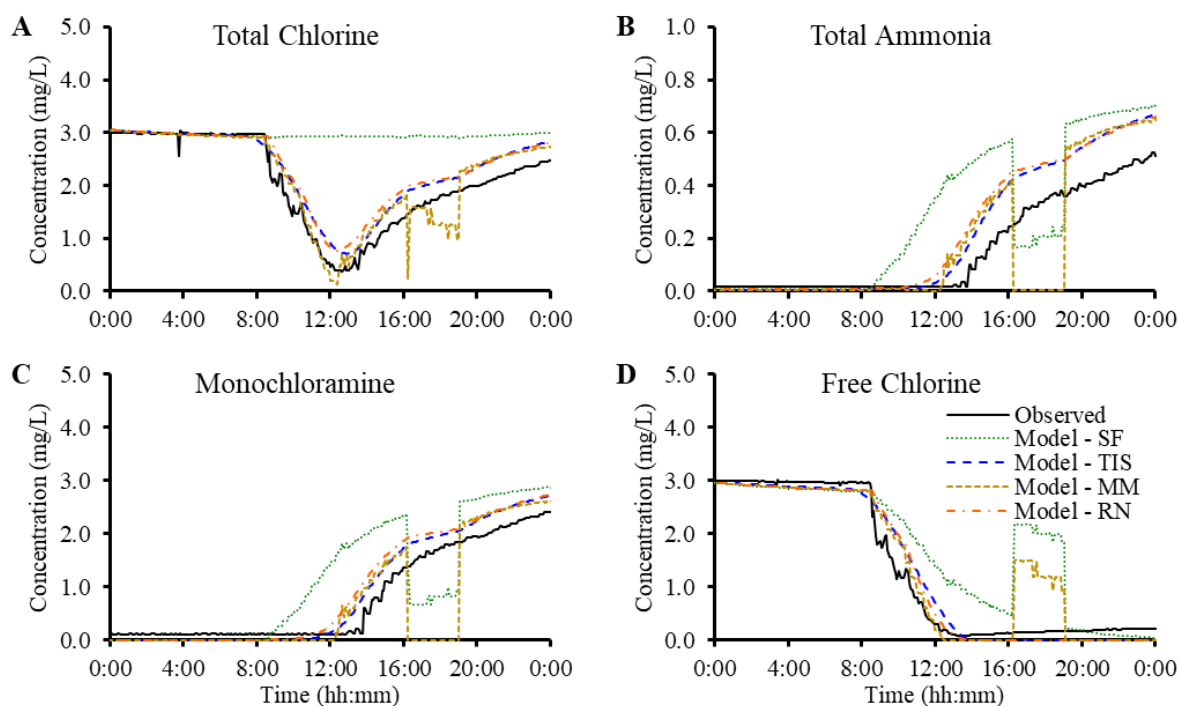 A
Total Chlorine
Concentration (mg/L)
5.0
4.0
3.0
2.0
1.0
0.0
0:00 4:00 8:00 12:00 16:00 20:00 0:00
B
Total Ammonia
Concentration (mg/L)
1.0
0.8
0.6
0.4
0.2
0.0
0:00 4:00 8:00 12:00 16:00 20:00 0:00
C
Monochloramine
Concentration (mg/L)
5.0
4.0
3.0
2.0
1.0
0.0
0:00 4:00 8:00 12:00 16:00 20:00 0:00
Time (hh:mm)
D
Free Chlorine
Concentration (mg/L)
5.0
4.0
3.0
2.0
1.0
0.0
Observed
Model - SF
Model - TIS
Model - MM
Model - RN
0:00 4:00 8:00 12:00 16:00 20:00 0:00
Time (hh:mm)